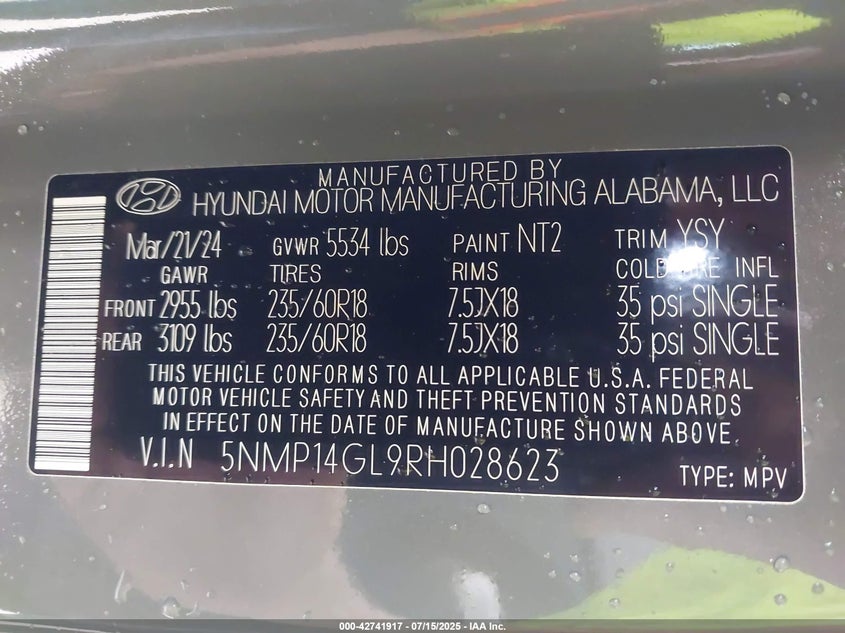 MANUFACTURED BY
HYUNDAI MOTOR MANUFACTURING ALABAMA, LLC
Mar/21/24 GVWR 5534 lbs PAINT NT2 TRIM YSY
GAWR TIRES RIMS COLD INFL
FRONT 2955 lbs 235/60R18 7.5JX18 35 psi SINGLE
REAR 3109 lbs 235/60R18 7.5JX18 35 psi SINGLE
THIS VEHICLE CONFORMS TO ALL APPLICABLE U.S.A. FEDERAL
MOTOR VEHICLE SAFETY AND THEFT PREVENTION STANDARDS
IN EFFECT ON THE DATE OF MANUFACTURE SHOWN ABOVE.
V.I.N 5NMP14GL9RH028623 TYPE: MPV
000-42741917 - 07/15/2025 - IAA Inc.